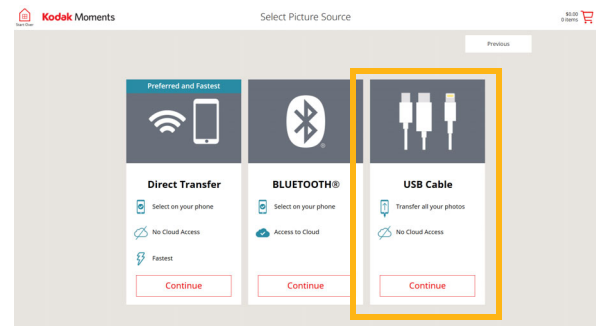 Start Over
Kodak Moments
Select Picture Source
$0.00
0 items
Previous
Preferred and Fastest
Direct Transfer
Select on your phone
No Cloud Access
Fastest
Continue
BLUETOOTH®
Select on your phone
Access to Cloud
Continue
USB Cable
Transfer all your photos
No Cloud Access
Continue